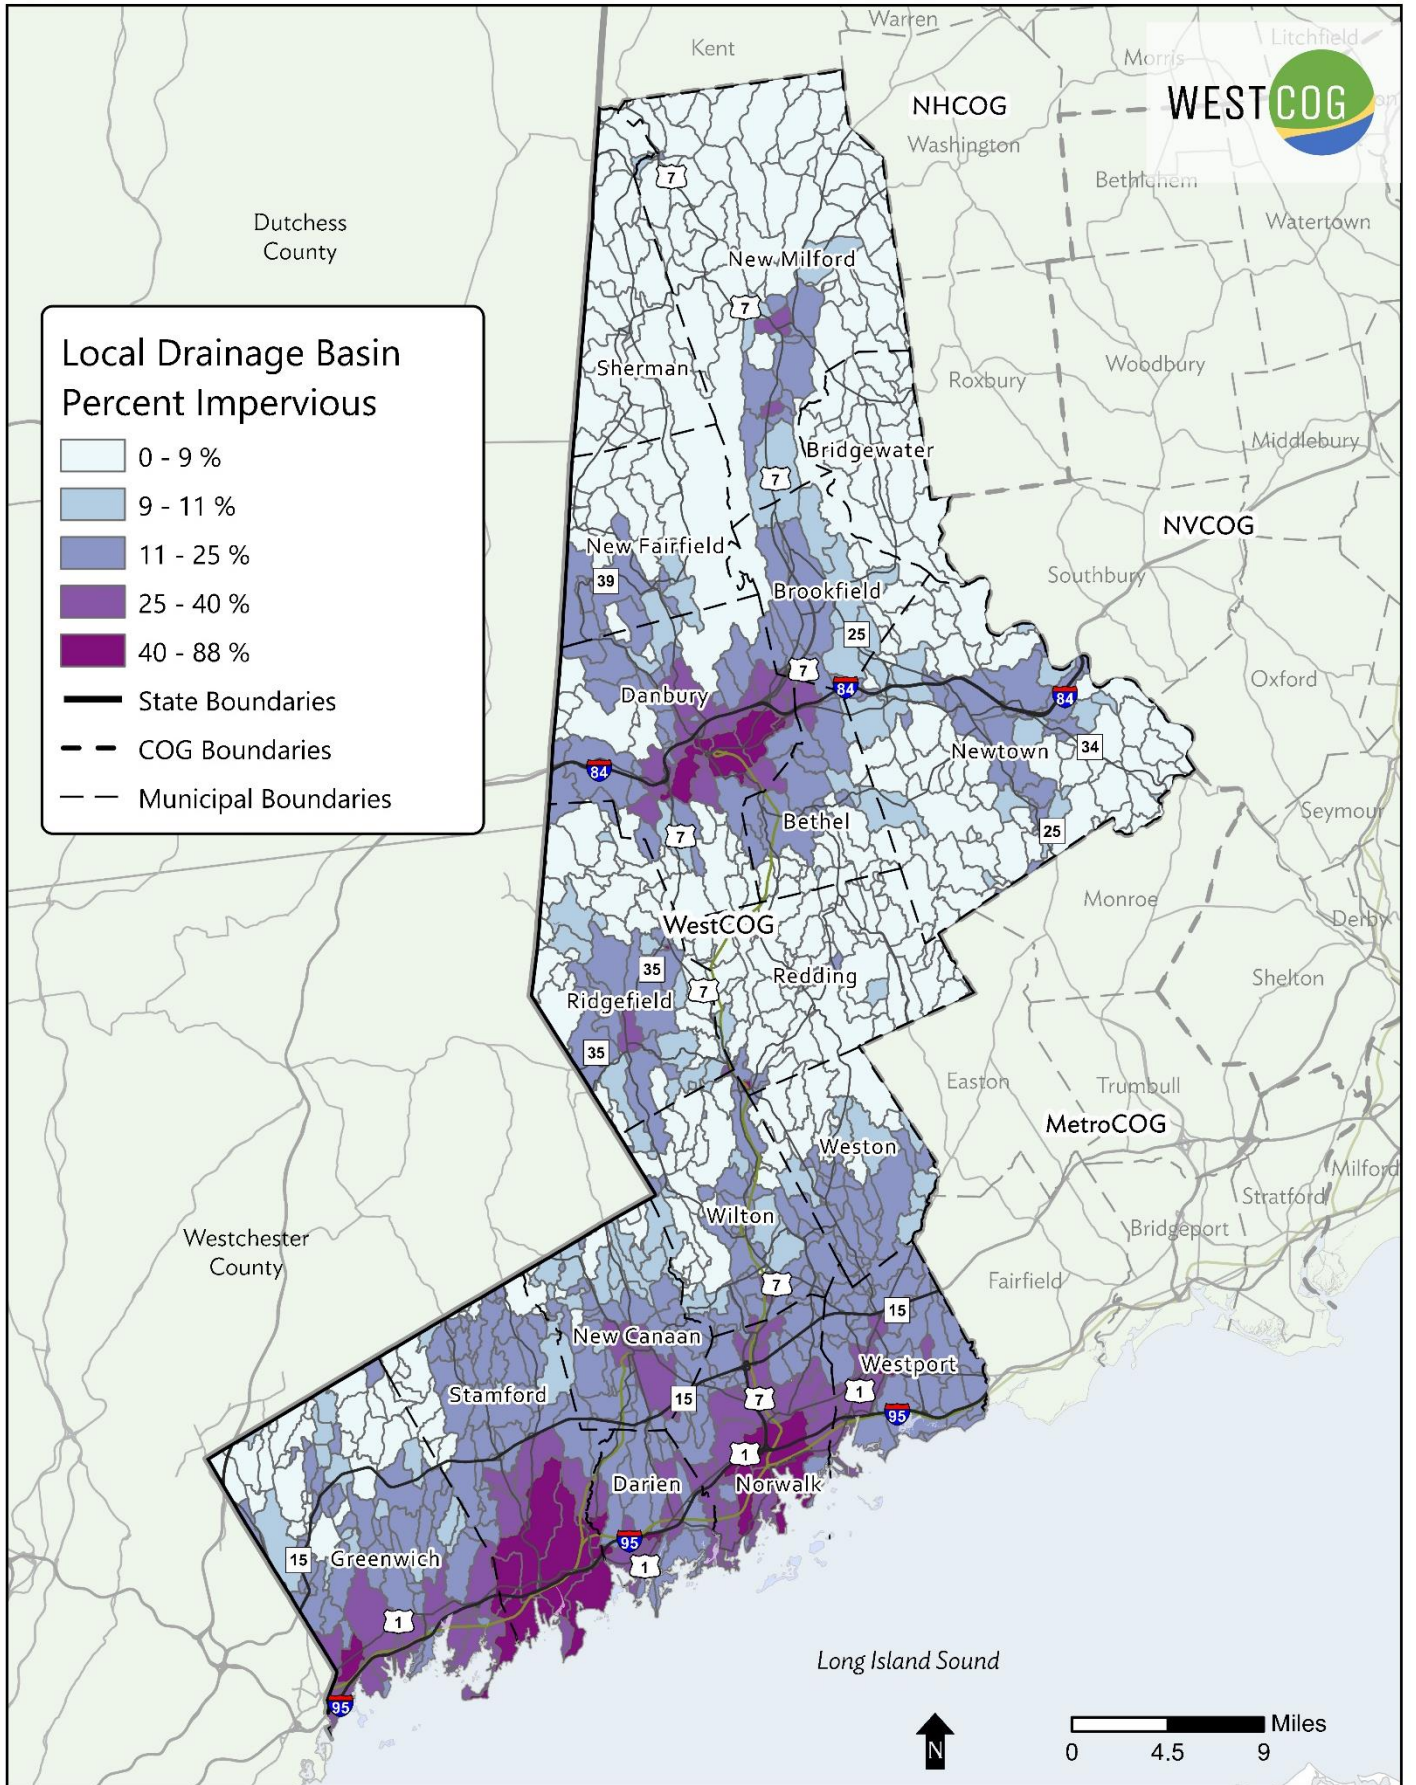 Warren
Litchfield
Kent
Morris
WESTCOG
NHCOG
Washington
Bethlehem
7
Dutchess
County
Watertown
New Milford
7
Local Drainage Basin
Percent Impervious
0 - 9 %
9 - 11 %
11 - 25 %
25 - 40 %
40 - 88 %
State Boundaries
COG Boundaries
Municipal Boundaries
Sherman
Woodbury
Roxbury
Middlebury
Bridgewater
7
NVCOG
New Fairfield
39
Southbury
Brookfield
25
7
84
Oxford
Danbury
84
34
Newtown
84
Seymour
Bethel
25
7
Monroe
Derby
WestCOG
35
Redding
Shelton
7
Ridgefield
35
Easton
Trumbull
MetroCOG
Weston
Milford
Stratford
Wilton
Bridgeport
Westchester
County
Fairfield
7
15
New Canaan
Westport
Stamford
15
7
1
95
1
Darien
Norwalk
95
15
Greenwich
1
1
Long Island Sound
95
N
Miles
0
4.5
9